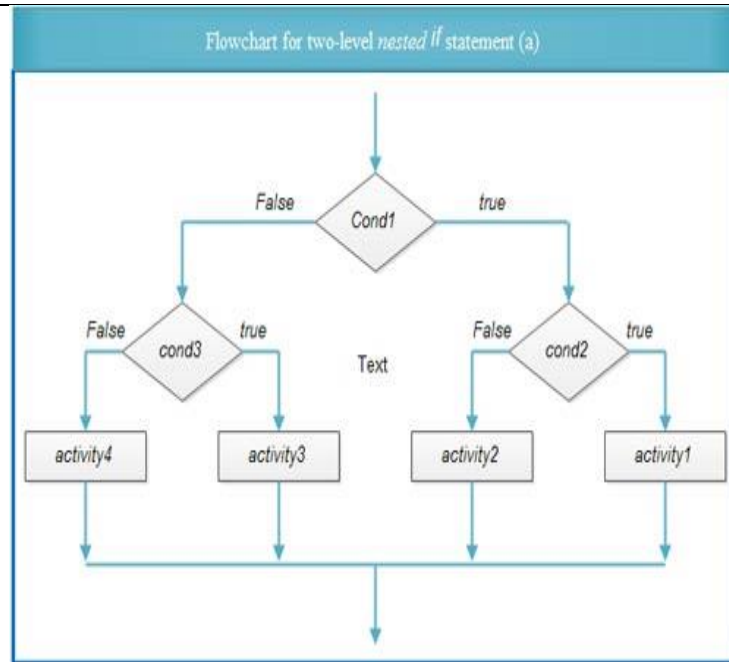 Flowchart for two-level nested if statement (a)
False
Cond1
true
False
cond3
true
Text
False
cond2
true
activity4
activity3
activity2
activity1